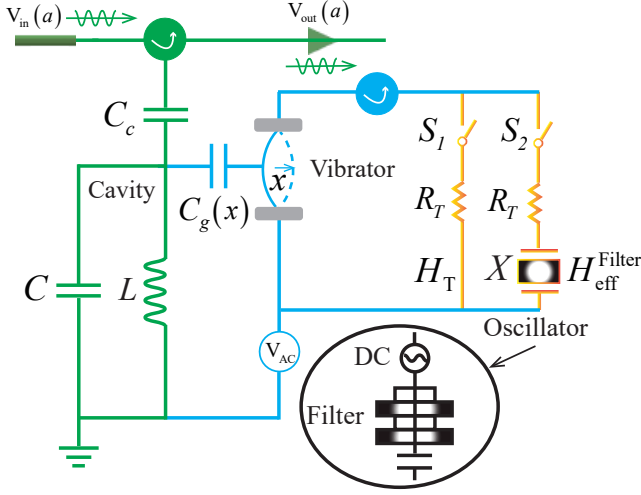 V_in(a)
V_out(a)
C_c
S_1
S_2
x
Vibrator
Cavity
C_g(x)
R_T
R_T
C
L
H_T
X
H_eff^Filter
Oscillator
V_AC
DC
Filter